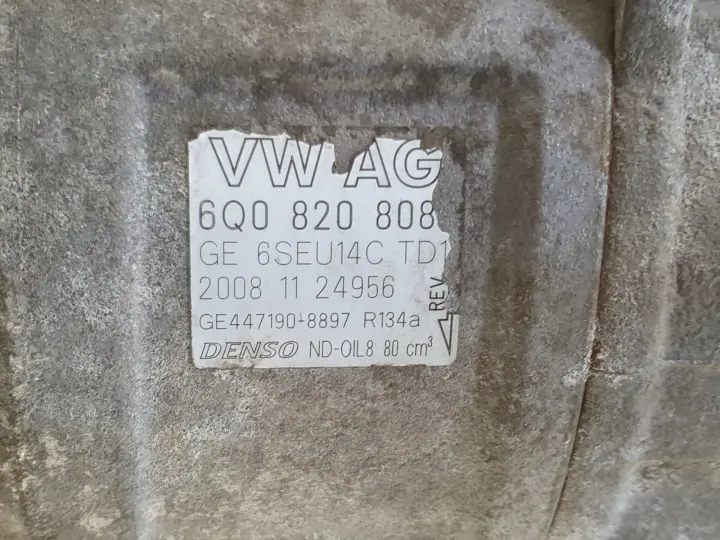 VW AG
6Q0 820 808
GE 6SEU14C TD1
2008 11 24956
GE447190-8897 R134a
DENSO ND-OIL8 80 cm³
REV